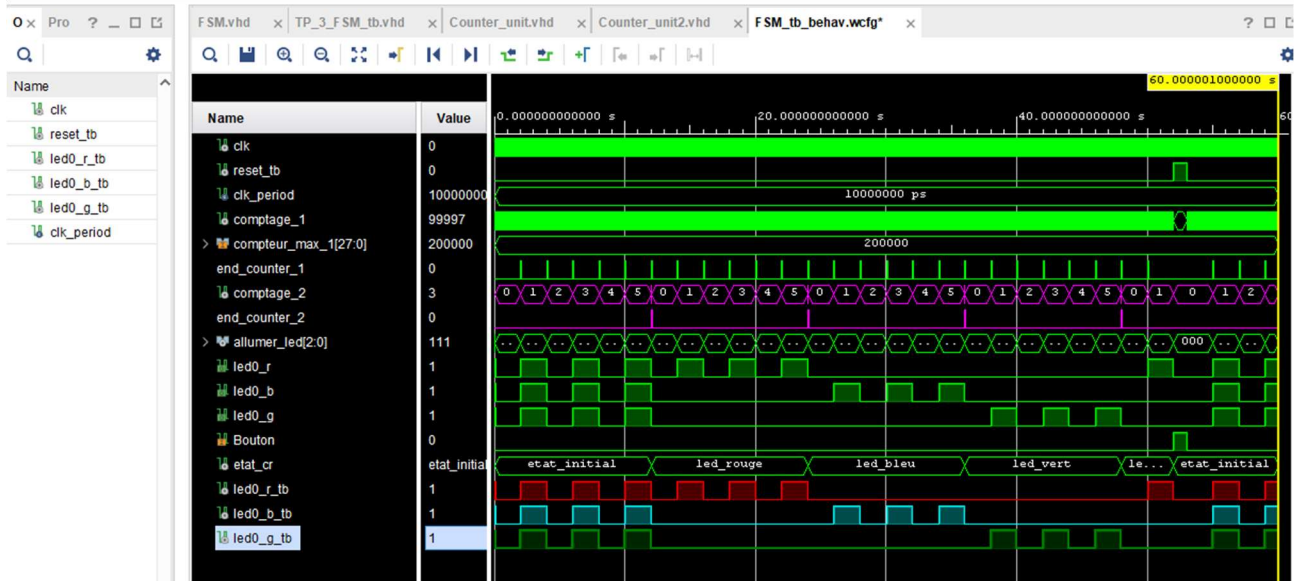 Pro ? _
Name
clk
reset_tb
led0_r_tb
led0_b_tb
led0_g_tb
clk_period
FSM.vhd × TP_3_FSM_tb.vhd × Counter_unit.vhd × Counter_unit2.vhd × FSM_tb_behav.wcfg* × ?
60.000001000000 s
Name Value 0.000000000000 s 20.000000000000 s 40.000000000000 s
clk 0
reset_tb 0
clk_period 10000000 10000000 ps
comptage_1 99997
> compteur_max_1[27:0] 200000 200000
end_counter_1 0
comptage_2 3 0 1 2 3 4 5 0 1 2 3 4 5 0 1 2 3 4 5 0 1 2 3 4 5 0 1 0 1 2
end_counter_2 0
> allumer_led[2:0] 111 000
led0_r 1
led0_b 1
led0_g 1
Bouton 0
etat_cr etat_initial etat_initial led_rouge led_bleu led_vert le... etat_initial
led0_r_tb 1
led0_b_tb 1
led0_g_tb 1